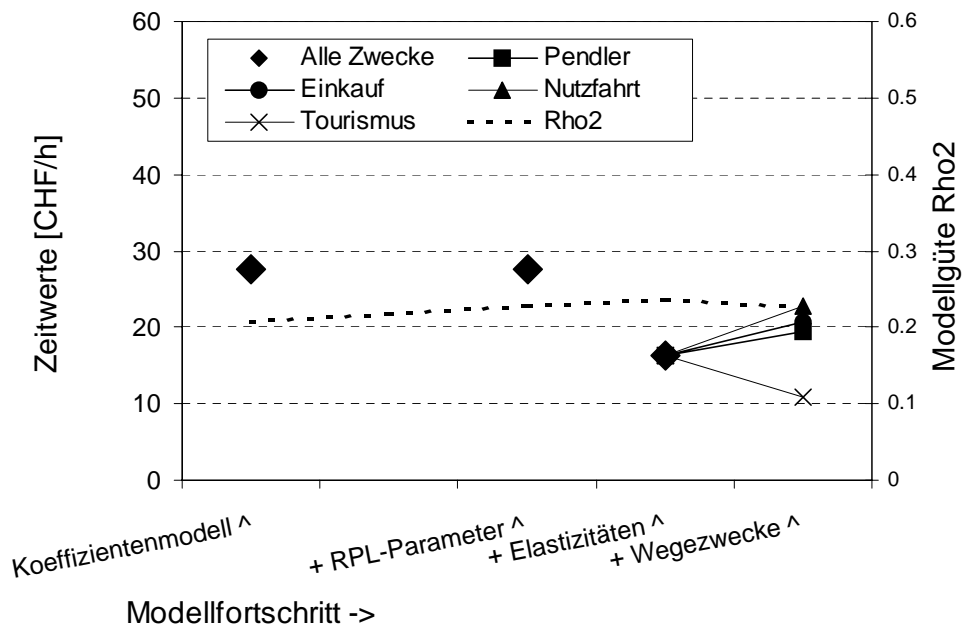 Zeitwerte [CHF/h]
60
50
40
30
20
10
0
Alle Zwecke
Pendler
Einkauf
Nutzfahrt
Tourismus
Rho2
0.6
0.5
0.4
0.3
0.2
0.1
0
Modellgüte Rho2
Koeffizientenmodell ^
+ RPL-Parameter ^
+ Elastizitäten ^
+ Wegezwecke ^
Modellfortschritt ->